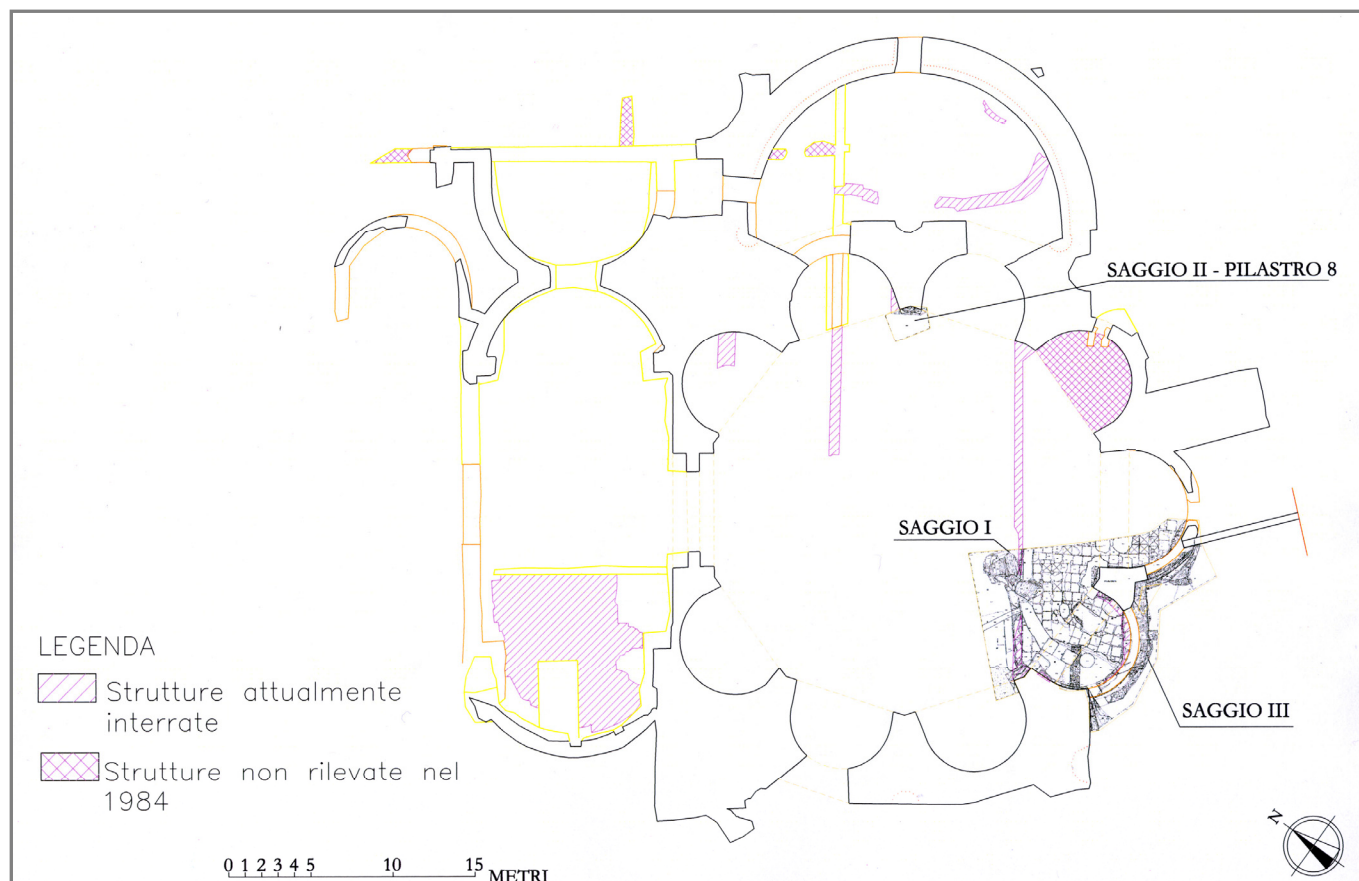 SAGGIO II - PILASTRO 8
SAGGIO I
SAGGIO III
LEGENDA
Strutture attualmente
interrate
Strutture non rilevate nel
1984
0 1 2 3 4 5 10 15 METRI
N